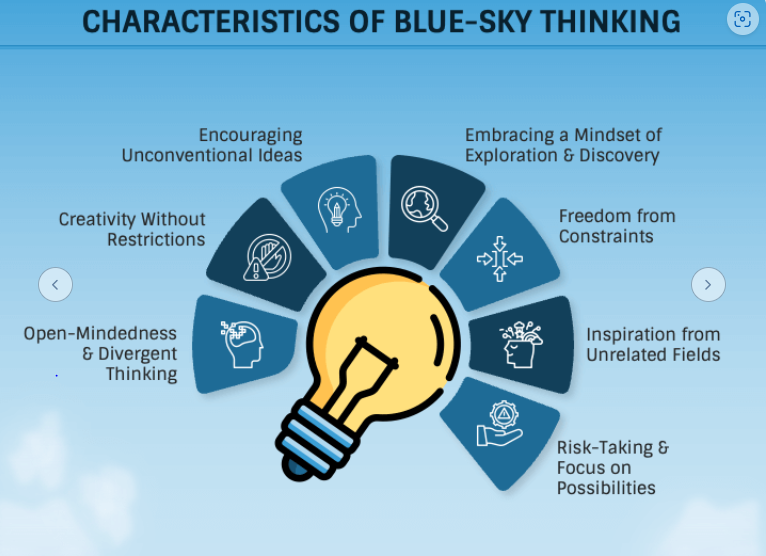 CHARACTERISTICS OF BLUE-SKY THINKING
Encouraging
Unconventional Ideas
Embracing a Mindset of
Exploration & Discovery
Creativity Without
Restrictions
Freedom from
Constraints
Open-Mindedness
& Divergent
Thinking
Inspiration from
Unrelated Fields
Risk-Taking &
Focus on
Possibilities